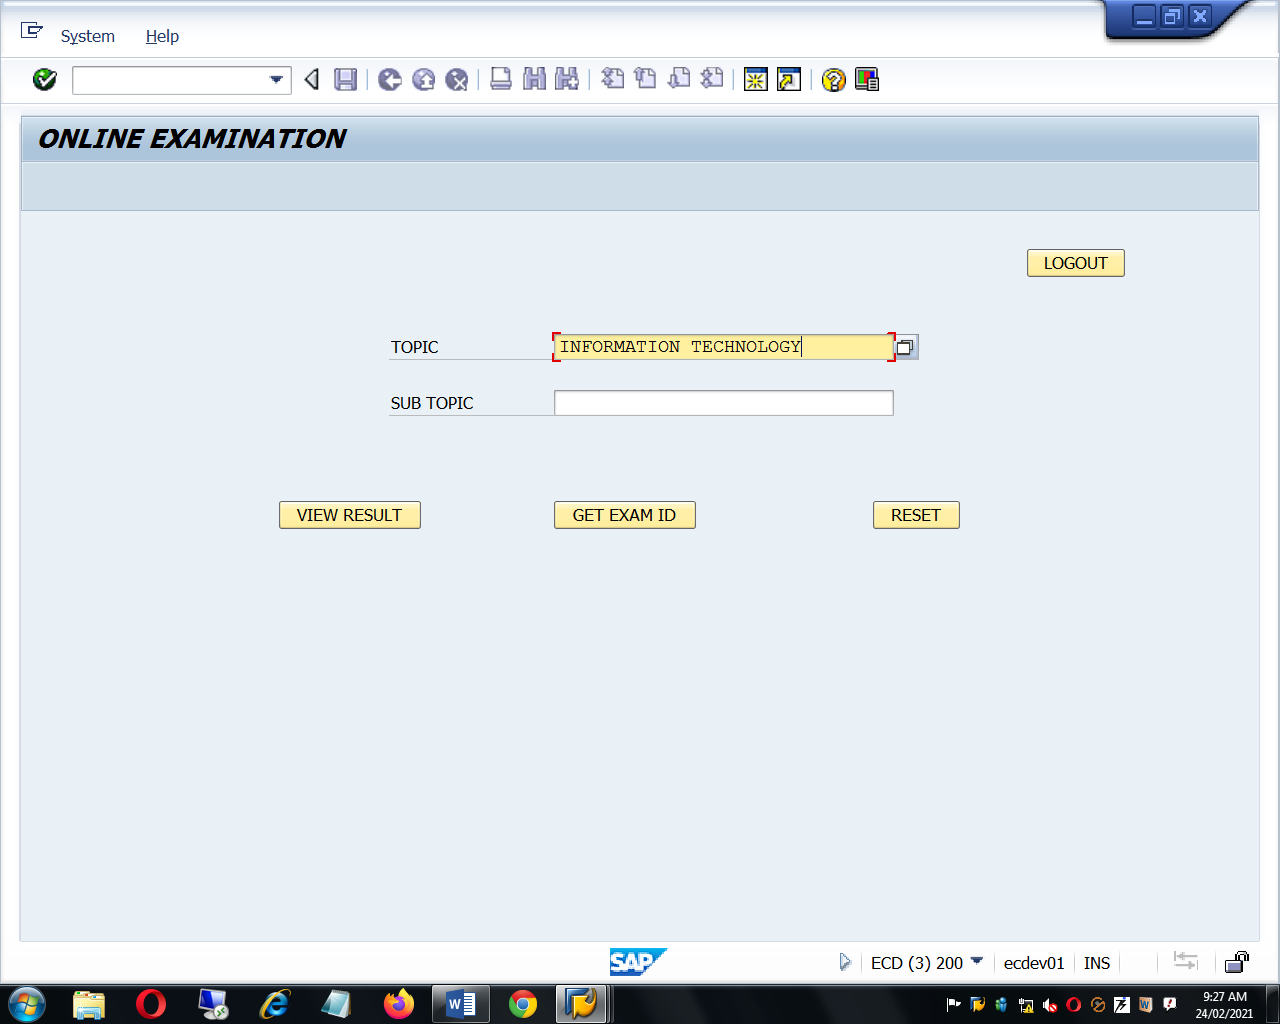 System Help
ONLINE EXAMINATION
LOGOUT
TOPIC INFORMATION TECHNOLOGY
SUB TOPIC
VIEW RESULT GET EXAM ID RESET
SAP ECD (3) 200 ecdev01 INS
9:27 AM
24/02/2021